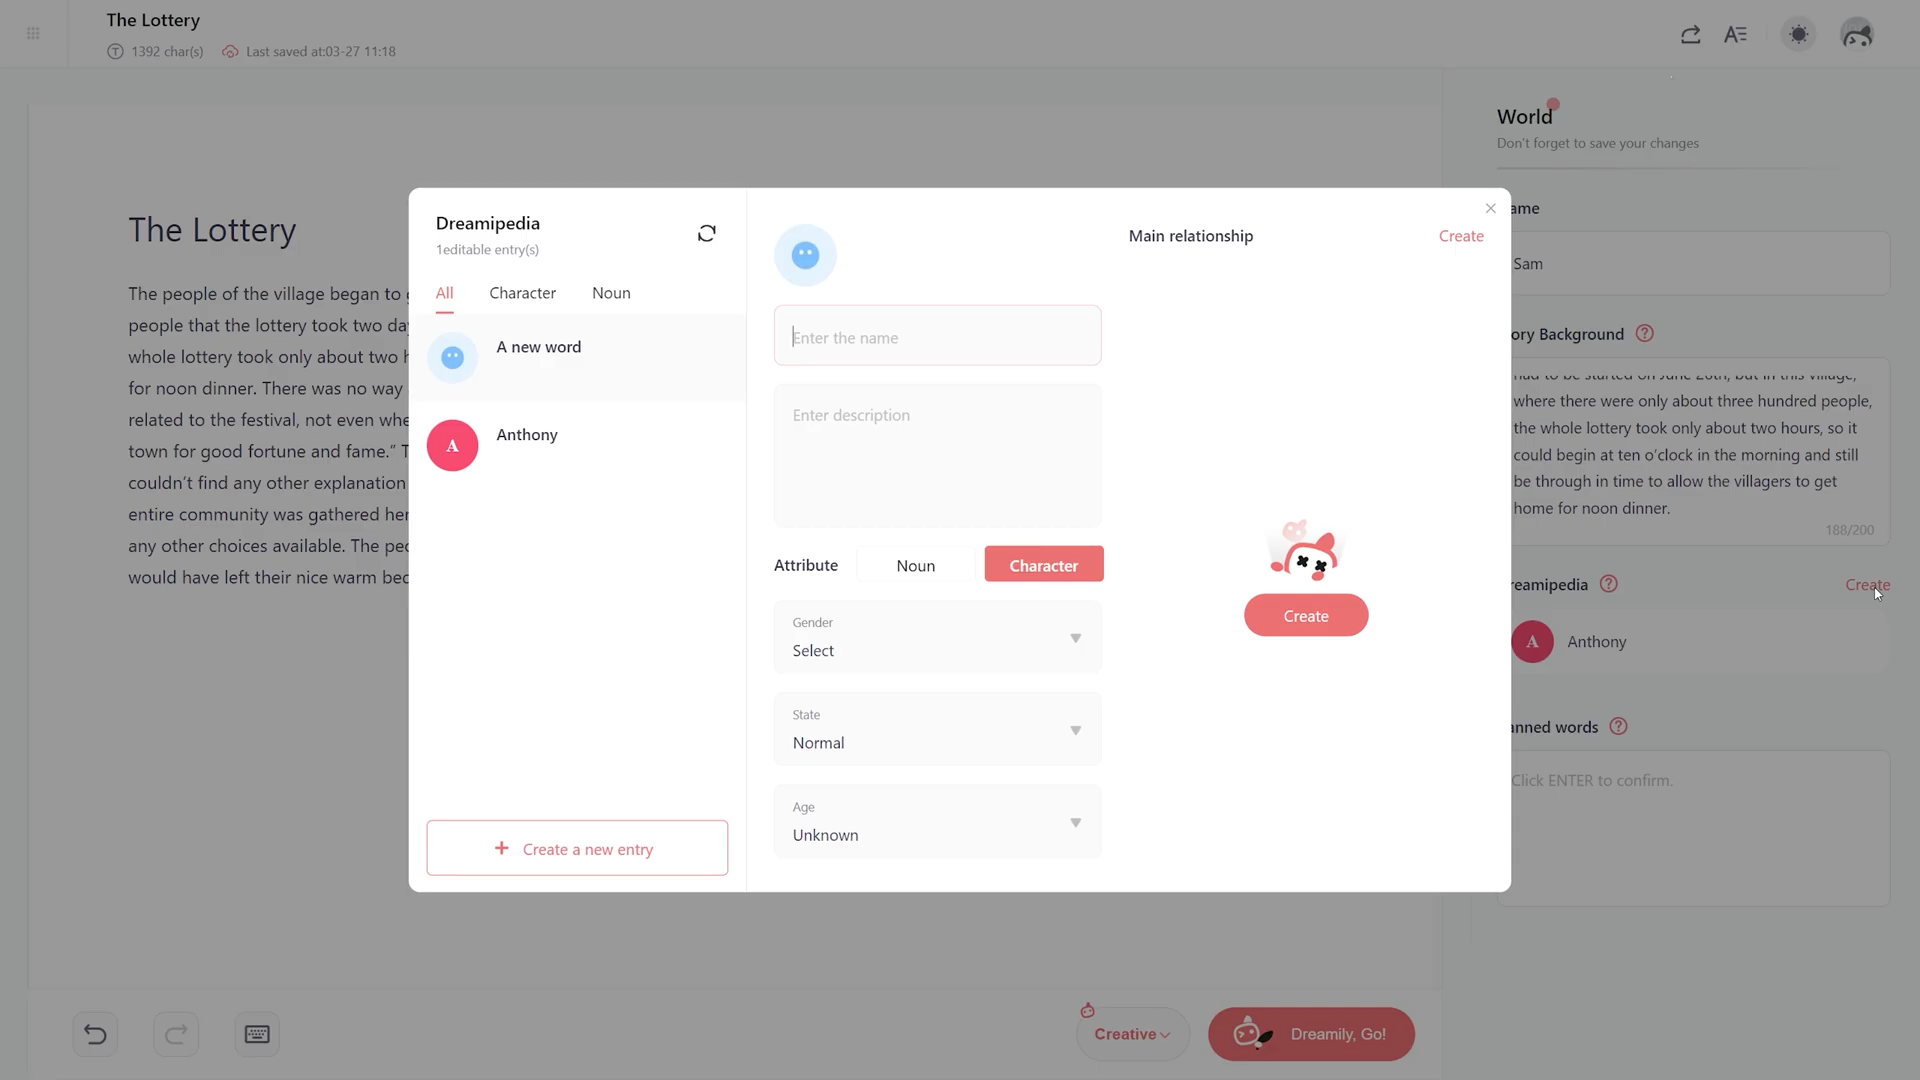 The Lottery
1392 char(s) Last saved at:03-27 11:18
World
Don't forget to save your changes
ame
Sam
ory Background
where there were only about three hundred people,
the whole lottery took only about two hours, so it
could begin at ten o'clock in the morning and still
be through in time to allow the villagers to get
home for noon dinner.
188/200
reamipedia Create
A Anthony
anned words
Click ENTER to confirm.
The Lottery
The people of the village began to
people that the lottery took two da
whole lottery took only about two
for noon dinner. There was no way
related to the festival, not even whe
town for good fortune and fame.“ T
couldn't find any other explanation
entire community was gathered her
any other choices available. The peo
would have left their nice warm bec
Dreamipedia
1editable entry(s)
All Character Noun
A new word
A Anthony
+ Create a new entry
Enter the name
Enter description
Attribute Noun Character
Gender
Select
State
Normal
Age
Unknown
Main relationship Create
Create
Creative
Dreamily, Go!